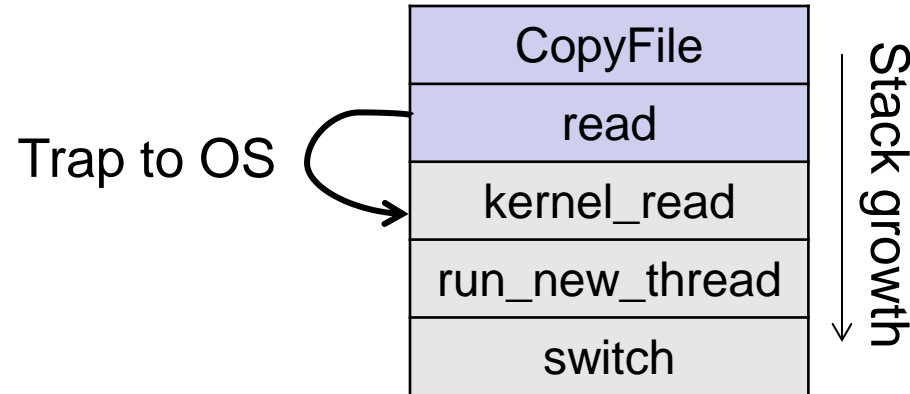 CopyFile
read
Trap to OS
kernel_read
run_new_thread
switch
Stack growth